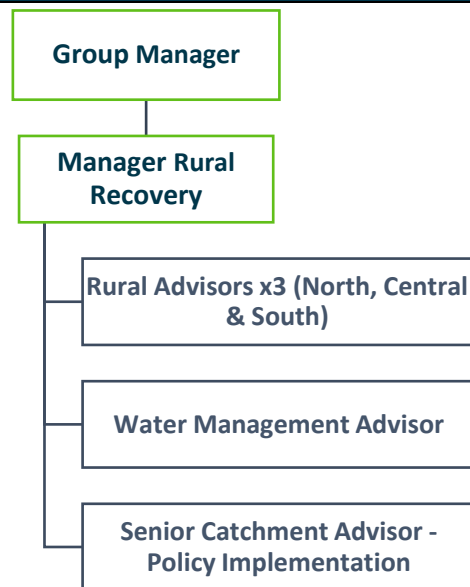 Group Manager
Manager Rural
Recovery
Rural Advisors x3 (North, Central
& South)
Water Management Advisor
Senior Catchment Advisor -
Policy Implementation